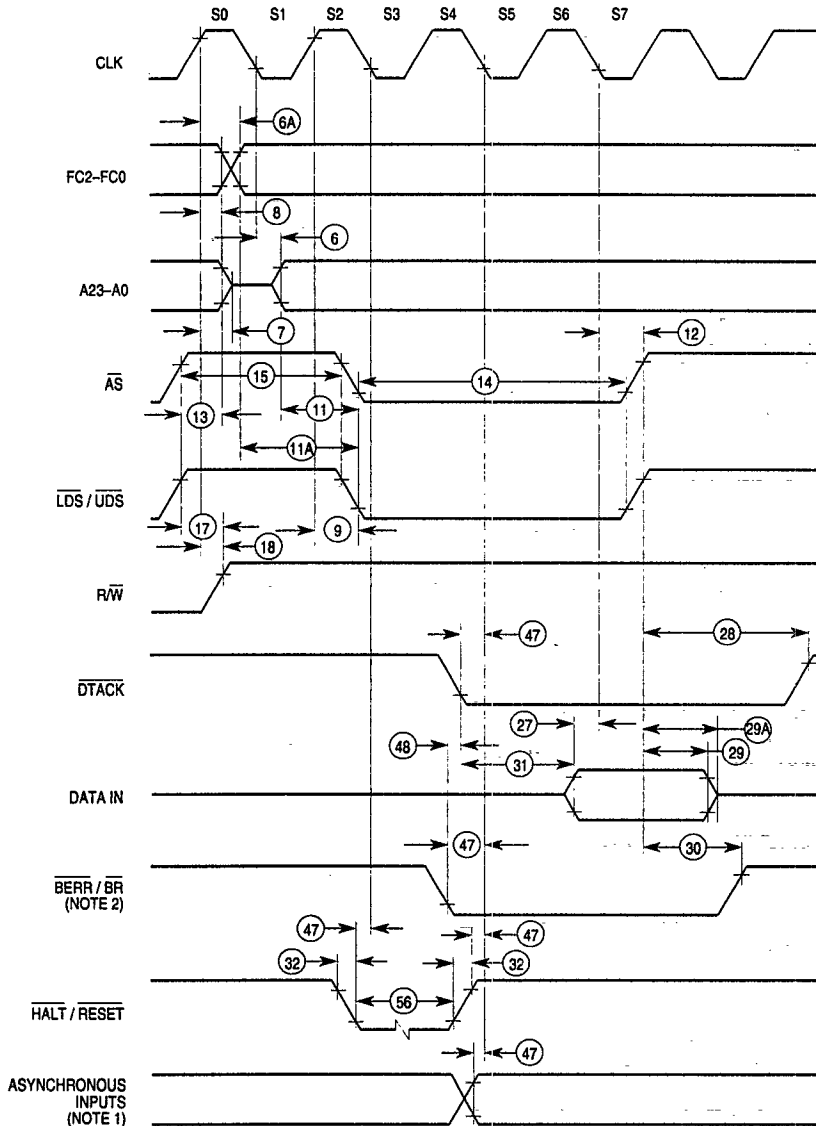 S0 S1 S2 S3 S4 S5 S6 S7
CLK
6A
FC2–FC0
8
6
A23–A0
7
12
AS
15
14
13
11
11A
LDS / UDS
17
9
18
R/W
47
28
DTACK
27
29A
48
31
29
DATA IN
47
30
BERR / BR
(NOTE 2)
47
47
32
32
56
HALT / RESET
47
ASYNCHRONOUS
INPUTS
(NOTE 1)